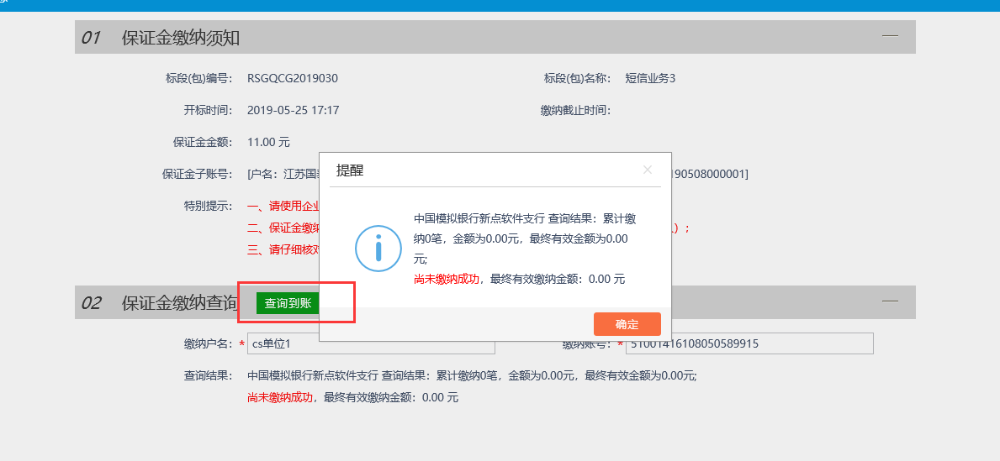 01 保证金缴纳须知
标段(包)编号： RSGQCG2019030 标段(包)名称： 短信业务3
开标时间： 2019-05-25 17:17 缴纳截止时间：
保证金金额： 11.00 元
保证金子账号： [户名：江苏国 190508000001]
特别提示： 一、请使用企业
二、保证金缴纳 ）;
三、请仔细核对
提醒 ×
中国模拟银行新点软件支行 查询结果：累计缴
纳0笔，金额为0.00元，最终有效金额为0.00
元;
尚未缴纳成功，最终有效缴纳金额：0.00 元
确定
02 保证金缴纳查询 查询到账
缴纳户名： * cs单位1 缴纳账号： * 51001416108050589915
查询结果： 中国模拟银行新点软件支行 查询结果：累计缴纳0笔，金额为0.00元，最终有效金额为0.00元;
尚未缴纳成功，最终有效缴纳金额：0.00 元